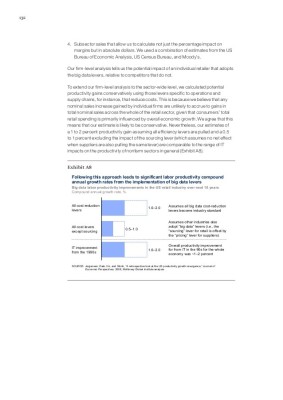 132
4. Subsector sales that allow us to calculate not just the percentage impact on
margins but in absolute dollars. We used a combination of estimates from the US
Bureau of Economic Analysis, US Census Bureau, and Moody's.
Our firm-level analysis tells us the potential impact of an individual retailer that adopts
the big data levers, relative to competitors that do not.
To extend our firm-level analysis to the sector-wide level, we calculated potential
productivity gains conservatively using those levers specific to operations and
supply chains, for instance, that reduce costs. This is because we believe that any
nominal sales increase gained by individual firms are unlikely to accrue to gains in
total nominal sales across the whole of the retail sector, given that consumers' total
retail spending is primarily influenced by overall economic growth. We agree that this
means that our estimate is likely to be conservative. Nevertheless, our estimates of
a 1 to 2 percent productivity gain assuming all efficiency levers are pulled and a 0.5
to 1 percent excluding the impact of the sourcing lever (which assumes no net effect
when suppliers are also pulling the same levers) are comparable to the range of IT
impacts on the productivity of nonfarm sectors in general (Exhibit A8).
Exhibit A8
Following this approach leads to significant labor productivity compound
annual growth rates from the implementation of big data levers
Big data labor productivity improvements in the US retail industry over next 10 years
Compound annual growth rate, %
All cost-reduction
levers
1.0–2.0
Assumes all big data cost-reduction
levers become industry standard
All cost levers
except sourcing
0.5–1.0
Assumes other industries also
adopt "big data" levers (i.e., the
"sourcing" lever for retail is offset by
the "pricing" lever for suppliers
IT improvement
from the 1990s
Overall productivity improvement
for from IT in the 90s for the whole
economy was ~1–2 percent